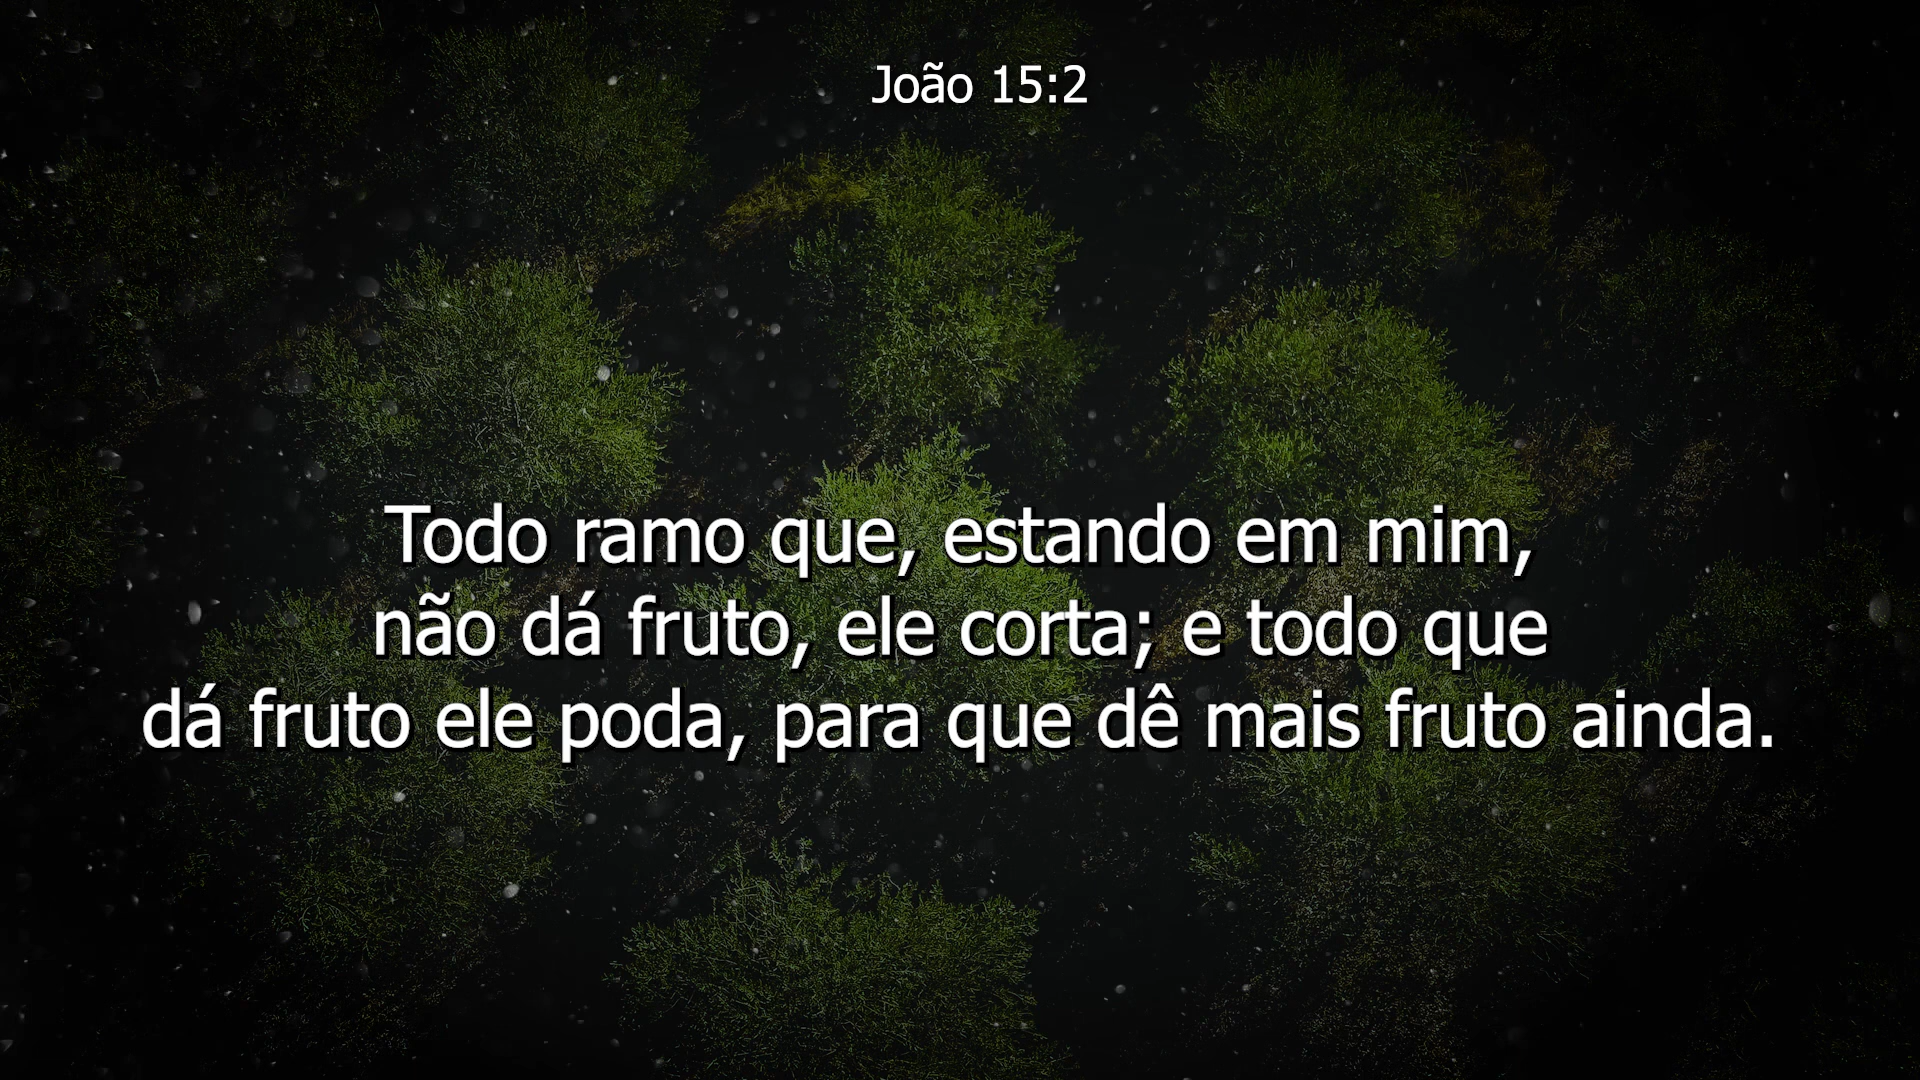 João 15:2
Todo ramo que, estando em mim,
não dá fruto, ele corta; e todo que
dá fruto ele poda, para que dê mais fruto ainda.